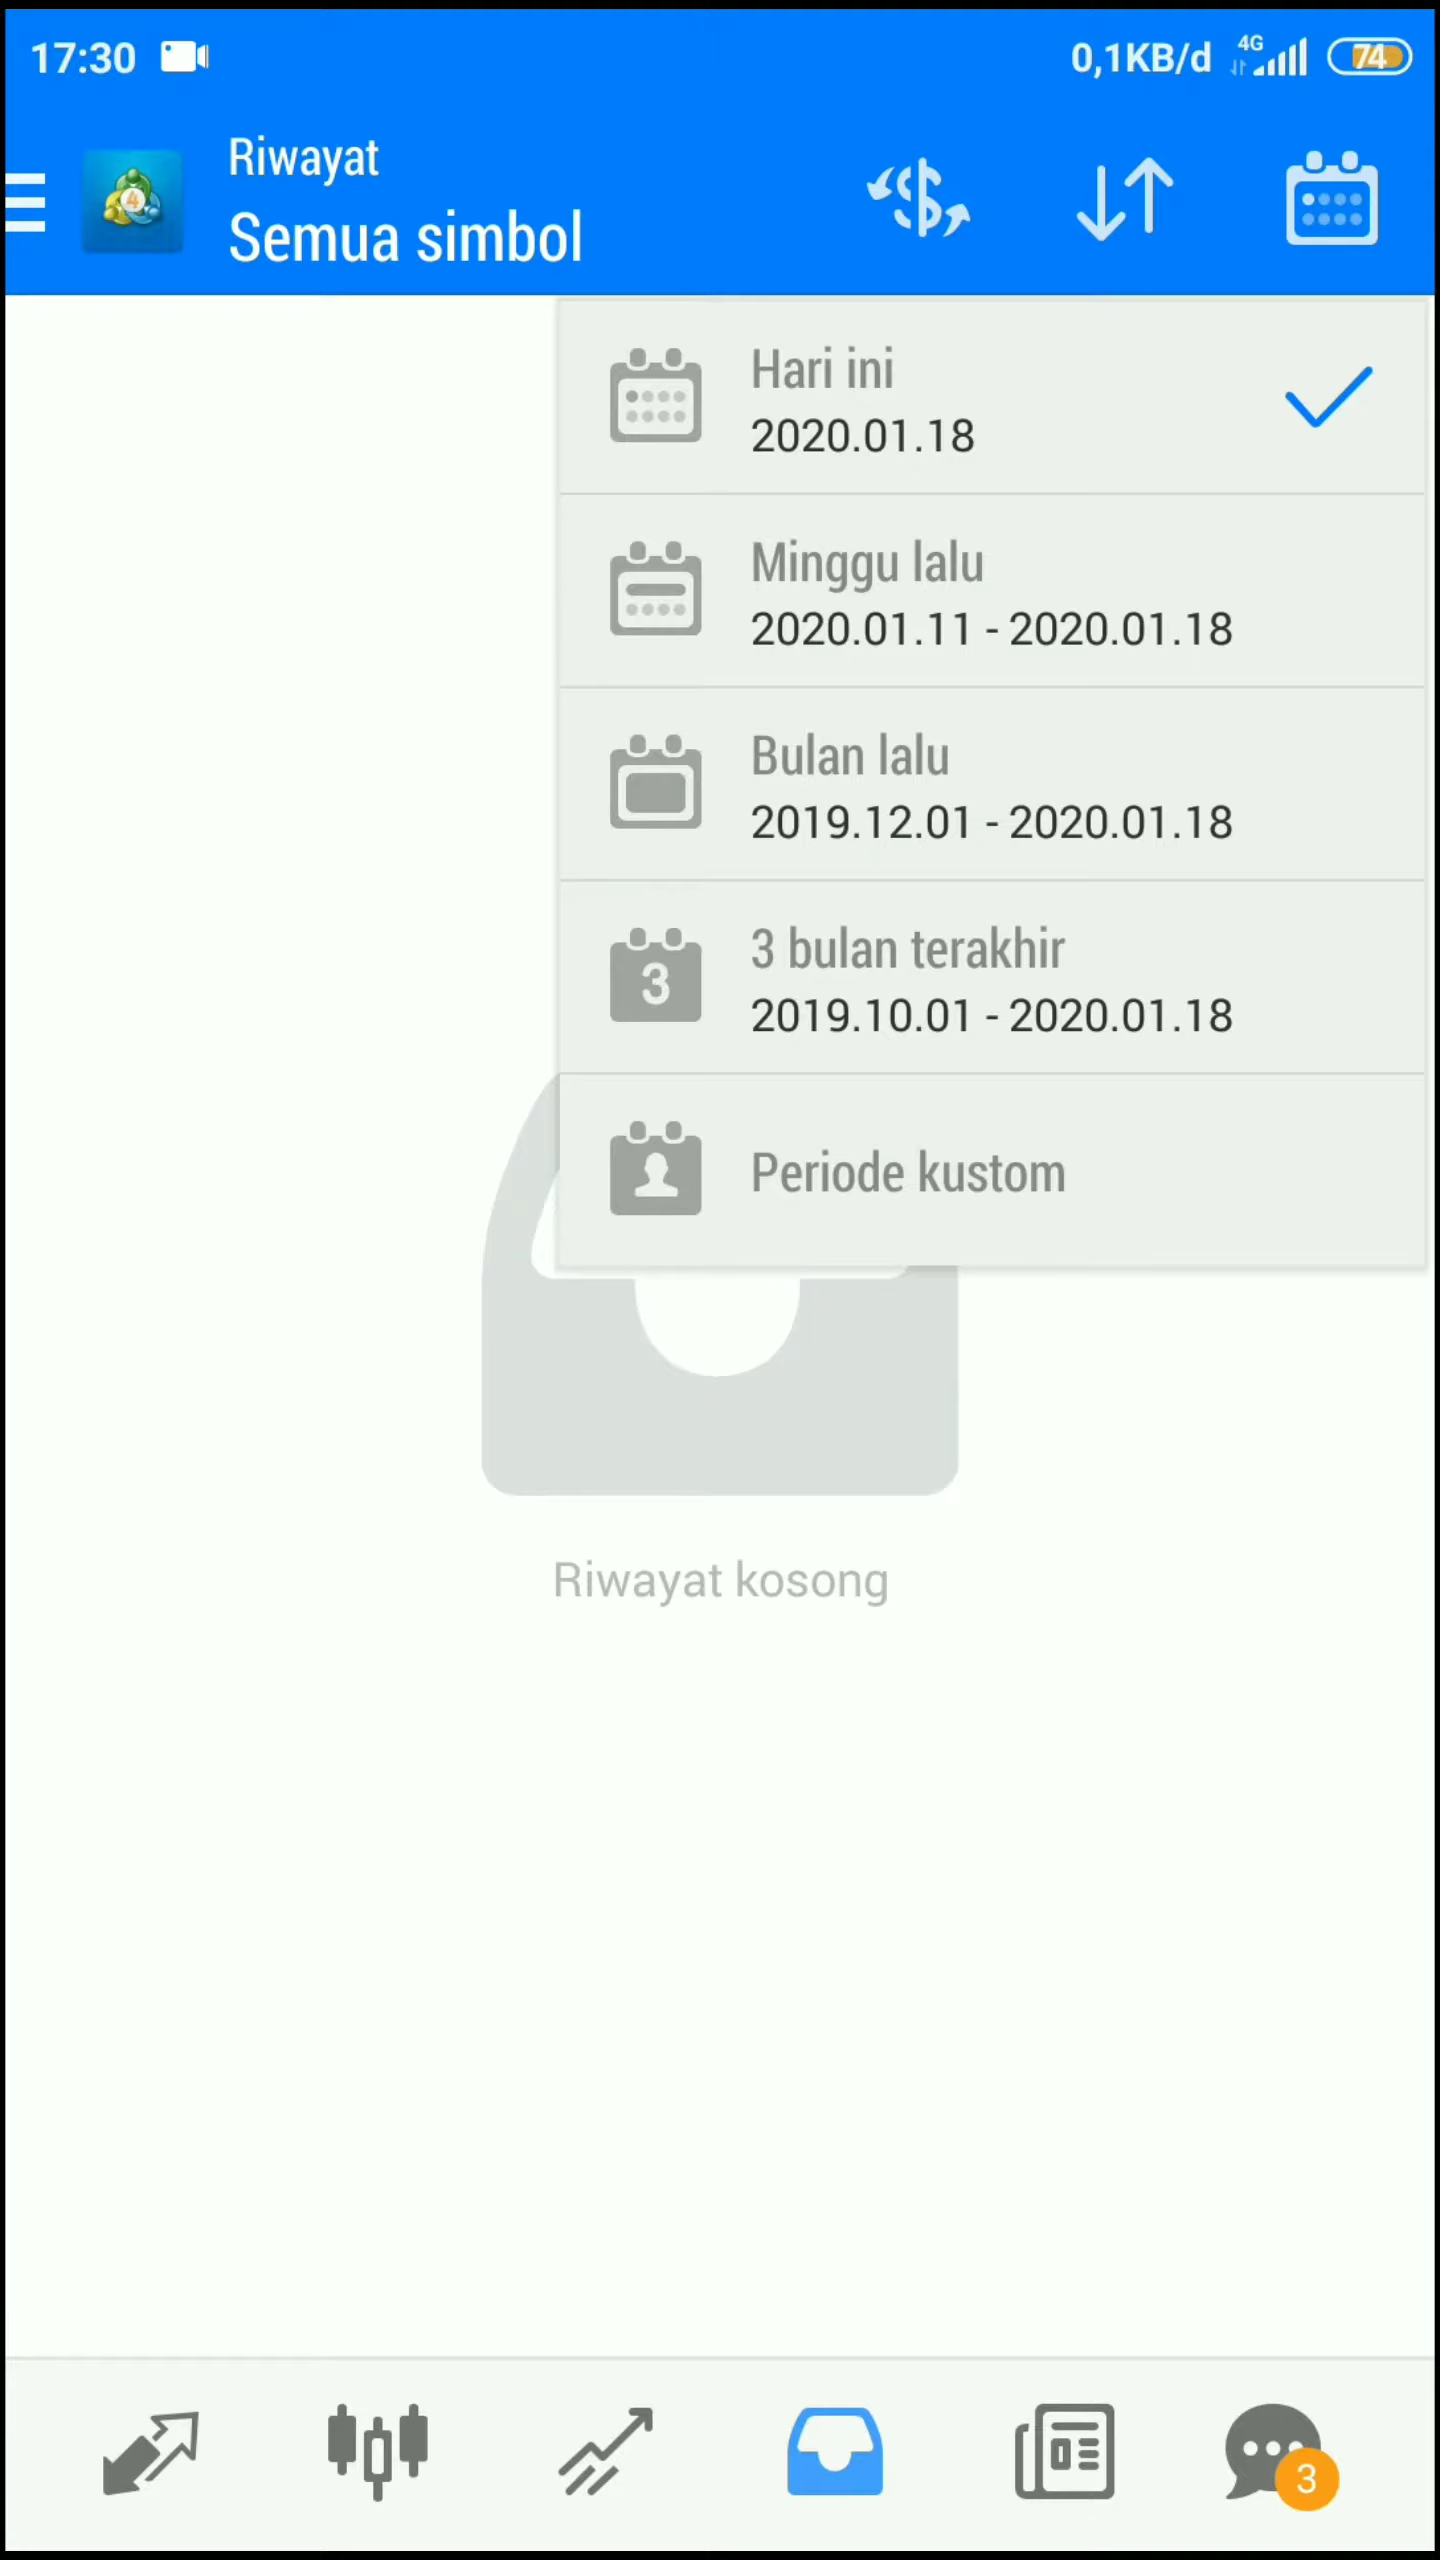 17:30
0,1KB/d
4G
74
Riwayat
Semua simbol
4
Hari ini
2020.01.18
Minggu lalu
2020.01.11 - 2020.01.18
Bulan lalu
2019.12.01 - 2020.01.18
3
3 bulan terakhir
2019.10.01 - 2020.01.18
Periode kustom
Riwayat kosong
3